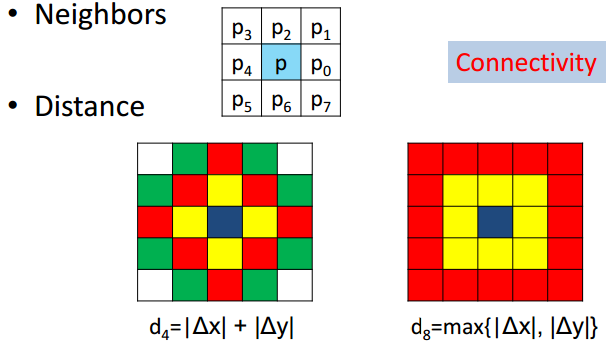 • Neighbors
p₃ p₂ p₁
p₄ p p₀
p₅ p₆ p₇
Connectivity
• Distance
d₄=|Δx| + |Δy|
d₈=max{|Δx|, |Δy|}